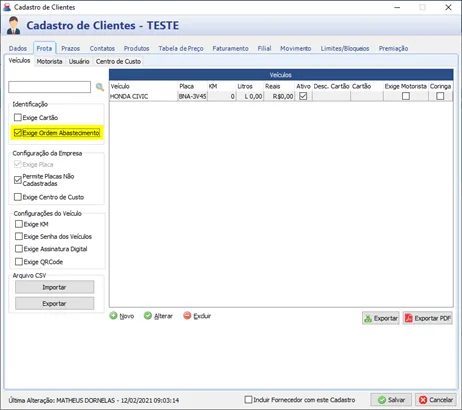 Cadastro de Clientes
Cadastro de Clientes - TESTE
Dados Frota Prazos Contatos Produtos Tabela de Preço Faturamento Filial Movimento Limites/Bloqueios Premiação
Veículos Motorista Usuário Centro de Custo
Veículos
Veículo Placa KM Litros Reais Ativo Desc. Cartão Cartão Exige Motorista Coringa
HONDA CIVIC BNA-3V45 0 L 0,00 R$0,00
Identificação
Exige Cartão
Exige Ordem Abastecimento
Configuração da Empresa
Exige Placa
Permite Placas Não
Cadastradas
Exige Centro de Custo
Configurações do Veículo
Exige KM
Exige Senha dos Veículos
Exige Assinatura Digital
Exige QRCode
Arquivo CSV
Importar
Exportar
Novo Alterar Excluir Exportar Exportar PDF
Última Alteração: MATHEUS DORNELAS - 12/02/2021 09:03:14 Incluir Fornecedor com este Cadastro Salvar Cancelar